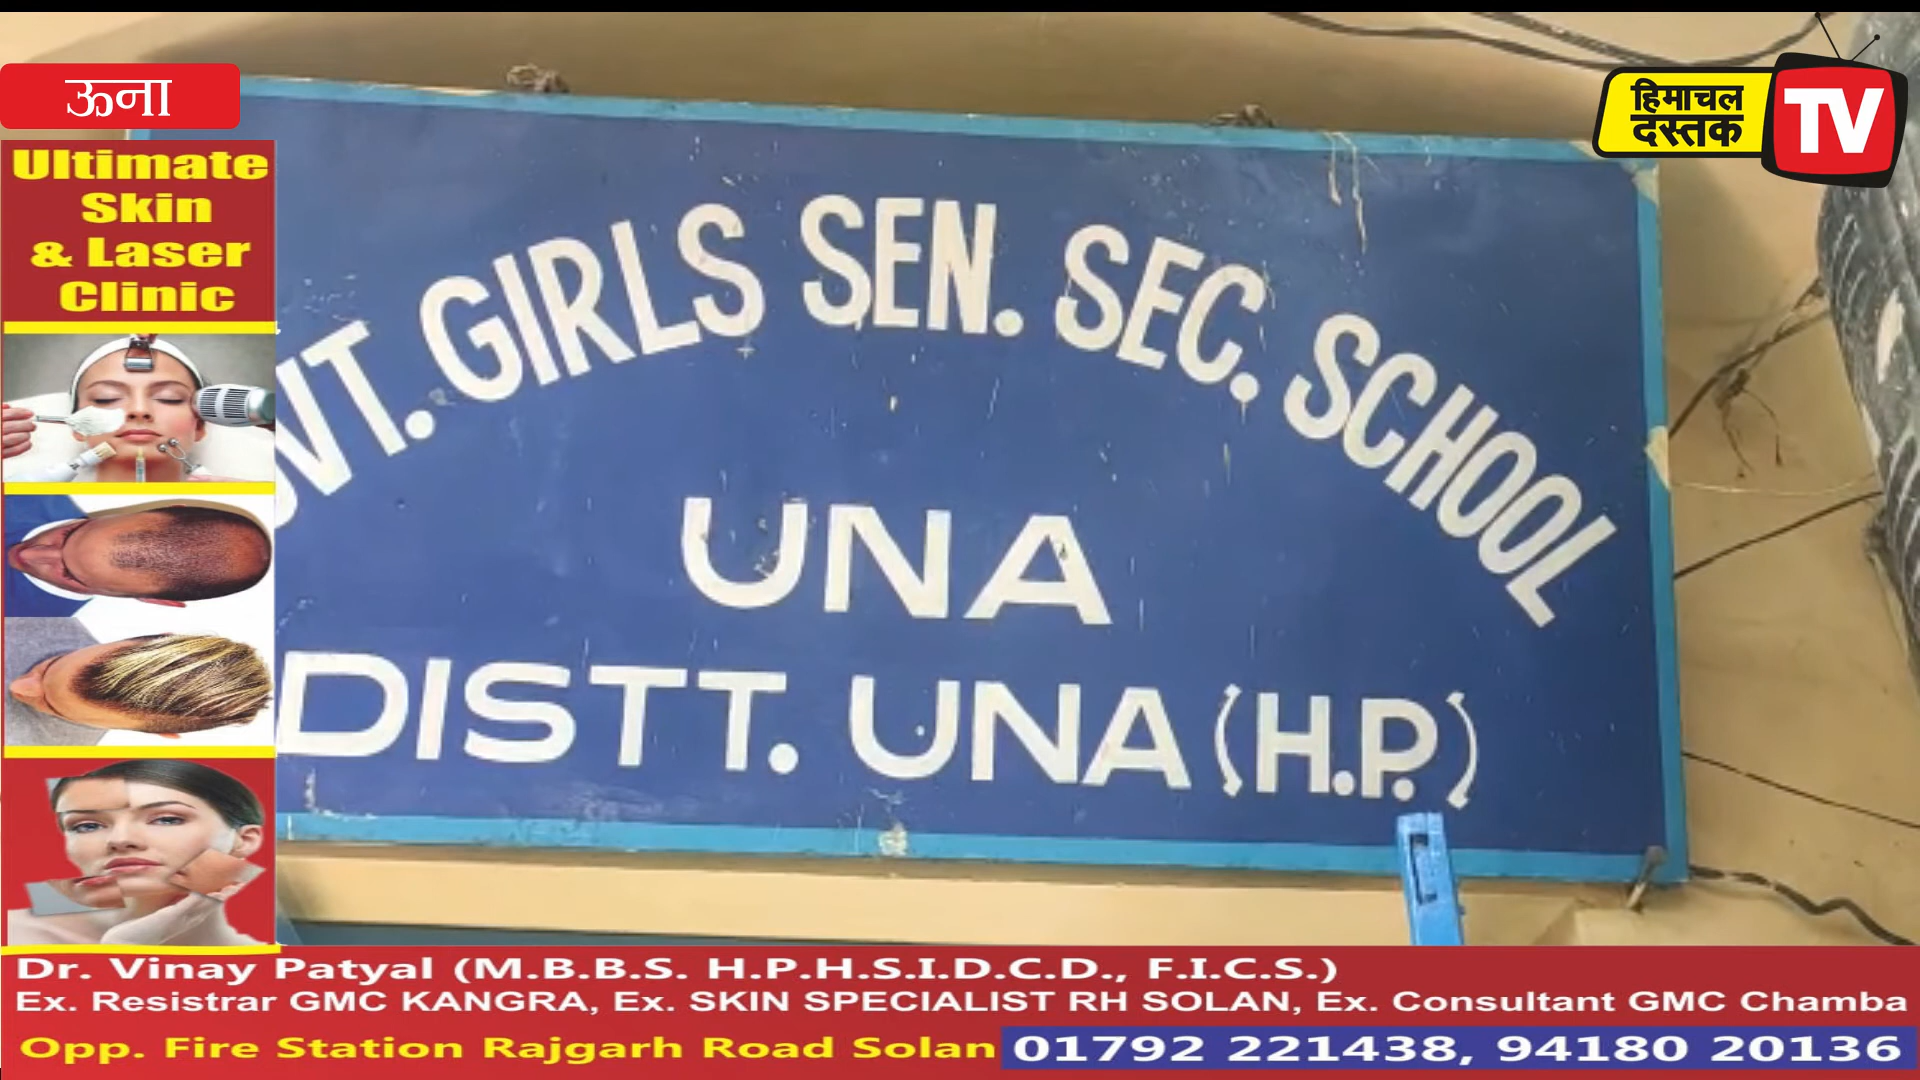 ऊना
हिमाचल
दस्तक
TV
Ultimate
Skin
& Laser
Clinic
GIRLS SEN. SEC. SCHOOL
UNA
DISTT. UNA (H.P.)
Dr. Vinay Patyal (M.B.B.S. H.P.H.S.I.D.C.D., F.I.C.S.)
Ex. Resistrar GMC KANGRA, Ex. SKIN SPECIALIST RH SOLAN, Ex. Consultant GMC Chamba
Opp. Fire Station Rajgarh Road Solan 01792 221438, 94180 20136